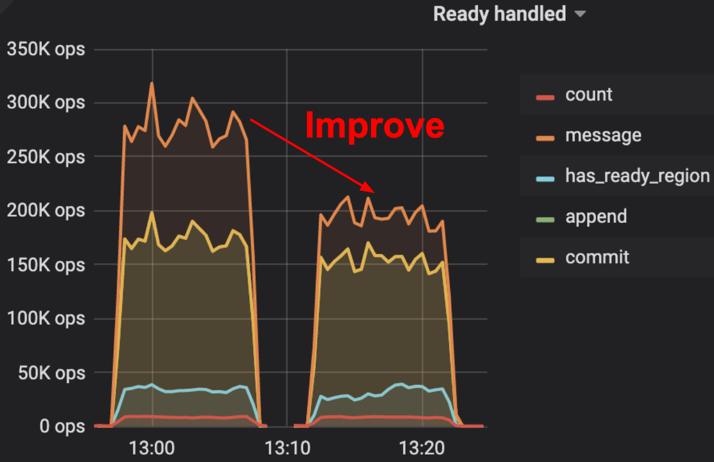 Ready handled
350K ops
300K ops
250K ops
200K ops
150K ops
100K ops
50K ops
0 ops
13:00
13:10
13:20
Improve
count
message
has_ready_region
append
commit